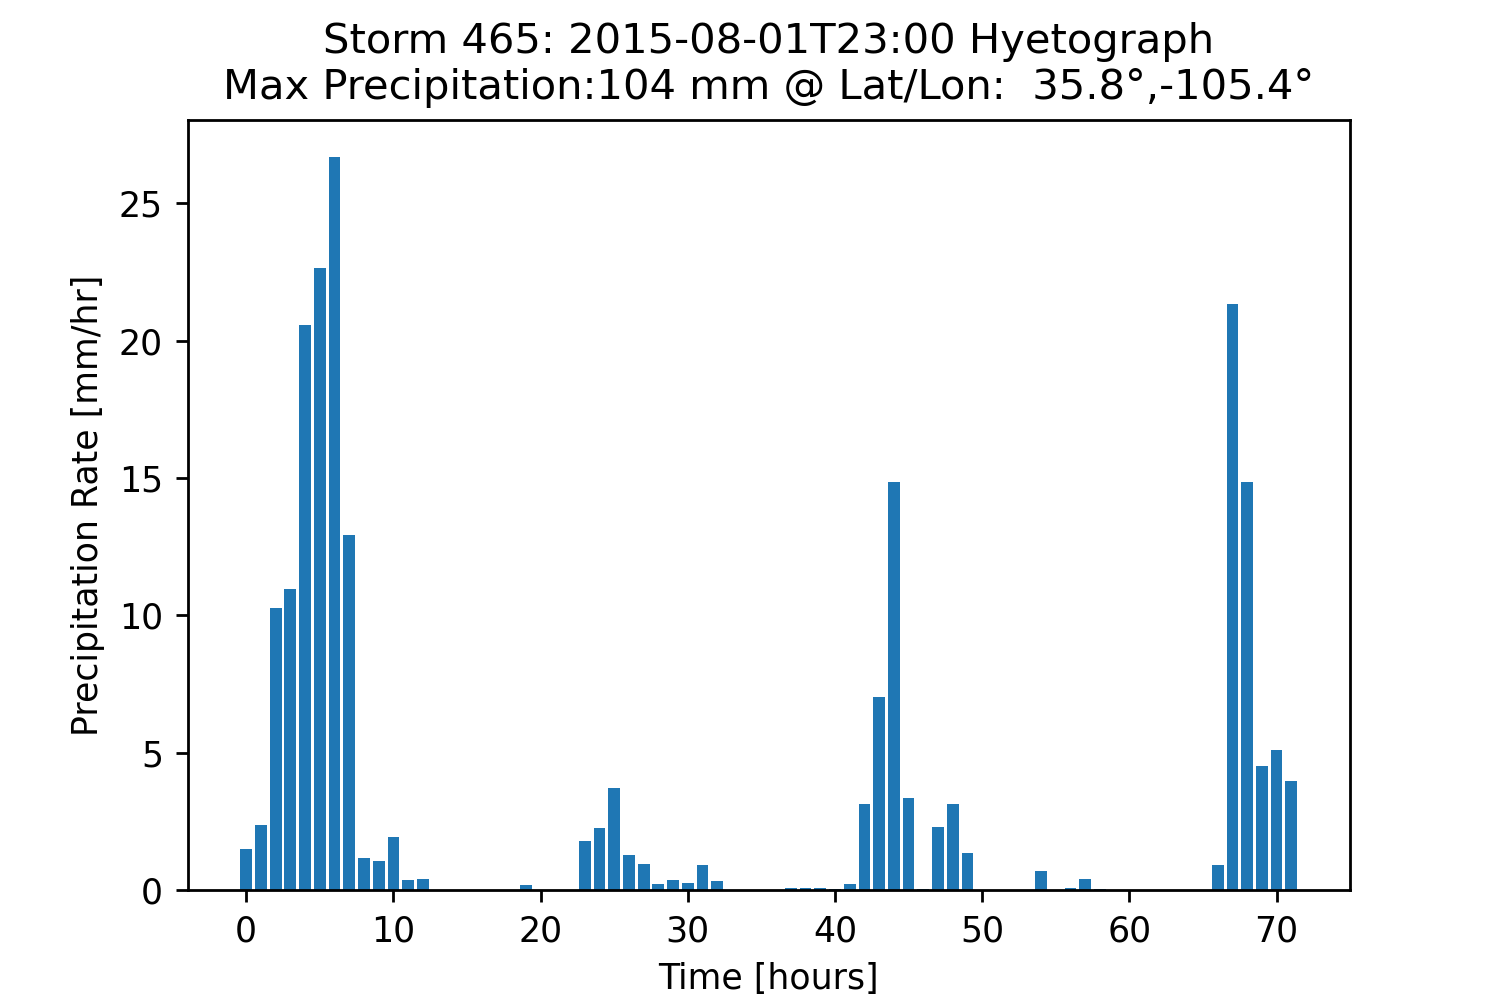 Storm 465: 2015-08-01T23:00 Hyetograph
Max Precipitation:104 mm @ Lat/Lon:  35.8°,-105.4°
Precipitation Rate [mm/hr]
25
20
15
10
5
0
0 10 20 30 40 50 60 70
Time [hours]